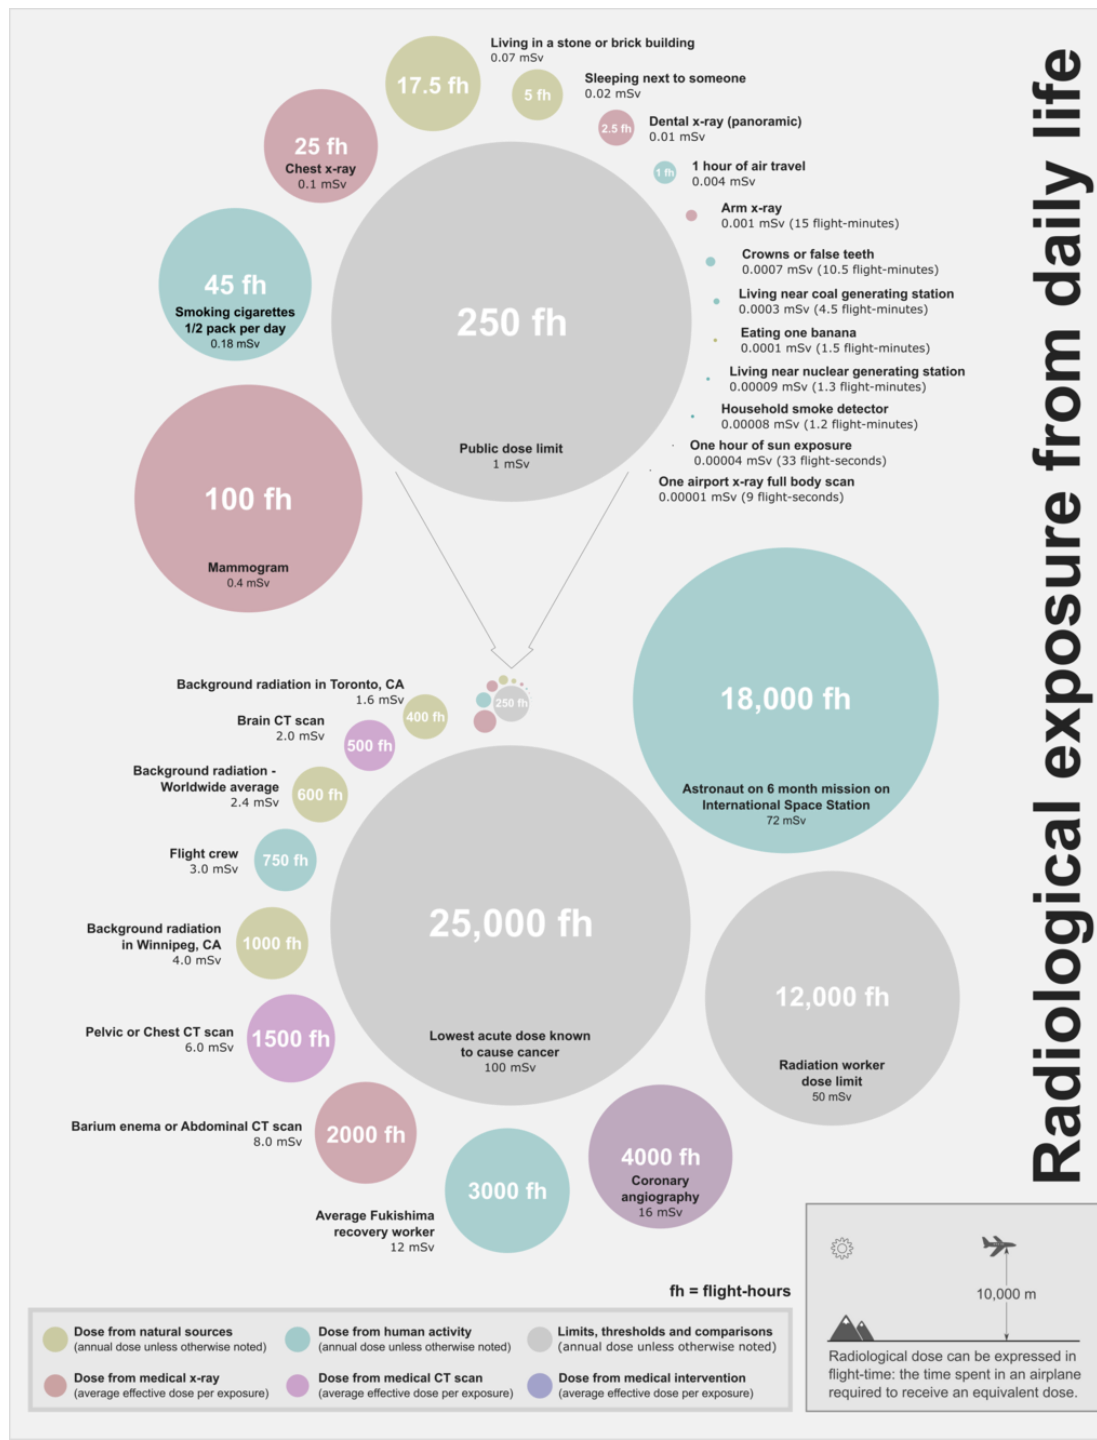 Radiological exposure from daily life
17.5 fh
Living in a stone or brick building
0.07 mSv
5 fh
Sleeping next to someone
0.02 mSv
2.5 fh
Dental x-ray (panoramic)
0.01 mSv
1 fh
1 hour of air travel
0.004 mSv
Arm x-ray
0.001 mSv (15 flight-minutes)
Crowns or false teeth
0.0007 mSv (10.5 flight-minutes)
Living near coal generating station
0.0003 mSv (4.5 flight-minutes)
Eating one banana
0.0001 mSv (1.5 flight-minutes)
Living near nuclear generating station
0.00009 mSv (1.3 flight-minutes)
Household smoke detector
0.00008 mSv (1.2 flight-minutes)
One hour of sun exposure
0.00004 mSv (33 flight-seconds)
One airport x-ray full body scan
0.00001 mSv (9 flight-seconds)
25 fh
Chest x-ray
0.1 mSv
45 fh
Smoking cigarettes
1/2 pack per day
0.18 mSv
100 fh
Mammogram
0.4 mSv
250 fh
Public dose limit
1 mSv
250 fh
Background radiation in Toronto, CA
1.6 mSv
400 fh
Brain CT scan
2.0 mSv
500 fh
Background radiation -
Worldwide average
2.4 mSv
600 fh
Flight crew
3.0 mSv
750 fh
Background radiation
in Winnipeg, CA
4.0 mSv
1000 fh
Pelvic or Chest CT scan
6.0 mSv
1500 fh
Barium enema or Abdominal CT scan
8.0 mSv
2000 fh
Average Fukishima
recovery worker
12 mSv
3000 fh
4000 fh
Coronary
angiography
16 mSv
25,000 fh
Lowest acute dose known
to cause cancer
100 mSv
18,000 fh
Astronaut on 6 month mission on
International Space Station
72 mSv
12,000 fh
Radiation worker
dose limit
50 mSv
fh = flight-hours
Dose from natural sources
(annual dose unless otherwise noted)
Dose from human activity
(annual dose unless otherwise noted)
Limits, thresholds and comparisons
(annual dose unless otherwise noted)
Dose from medical x-ray
(average effective dose per exposure)
Dose from medical CT scan
(average effective dose per exposure)
Dose from medical intervention
(average effective dose per exposure)
10,000 m
Radiological dose can be expressed in
flight-time: the time spent in an airplane
required to receive an equivalent dose.